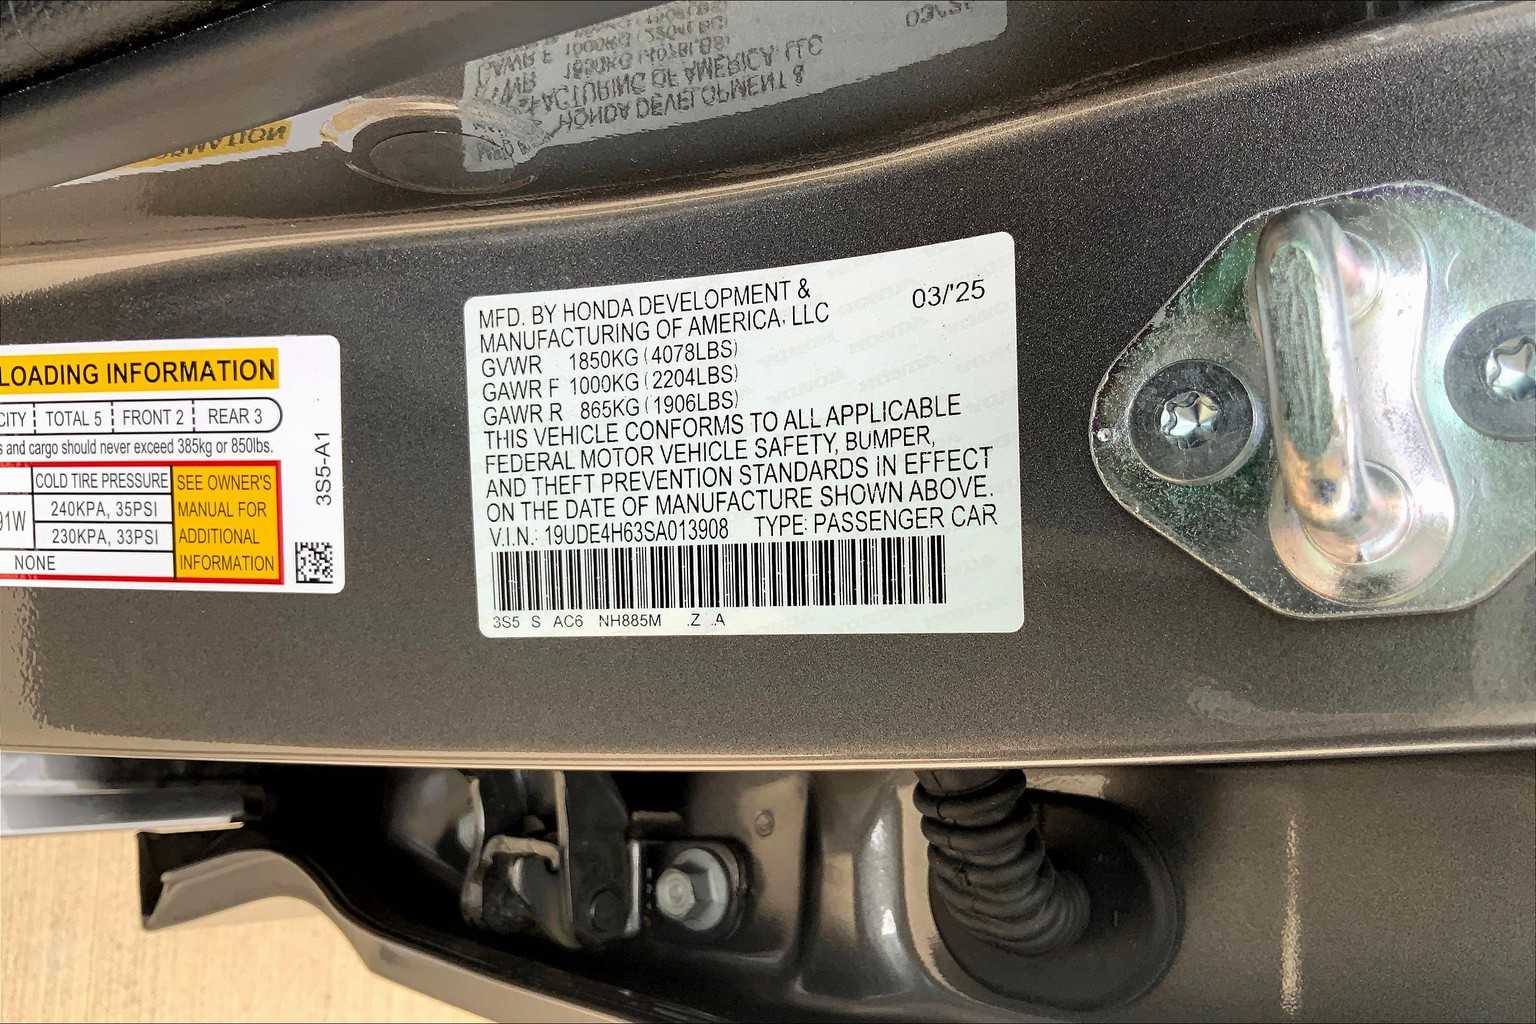 MFD. BY HONDA DEVELOPMENT &
MANUFACTURING OF AMERICA, LLC
03/'25
GVWR 1850KG (4078LBS)
GAWR F 1000KG (2204LBS)
GAWR R 865KG (1906LBS)
THIS VEHICLE CONFORMS TO ALL APPLICABLE
FEDERAL MOTOR VEHICLE SAFETY, BUMPER,
AND THEFT PREVENTION STANDARDS IN EFFECT
ON THE DATE OF MANUFACTURE SHOWN ABOVE.
V.I.N.: 19UDE4H63SA013908 TYPE: PASSENGER CAR
3S5 S AC6 NH885M .Z .A
LOADING INFORMATION
TOTAL 5 FRONT 2 REAR 3
and cargo should never exceed 385kg or 850lbs.
COLD TIRE PRESSURE
240KPA, 35PSI
230KPA, 33PSI
NONE
SEE OWNER'S
MANUAL FOR
ADDITIONAL
INFORMATION
3S5-A1